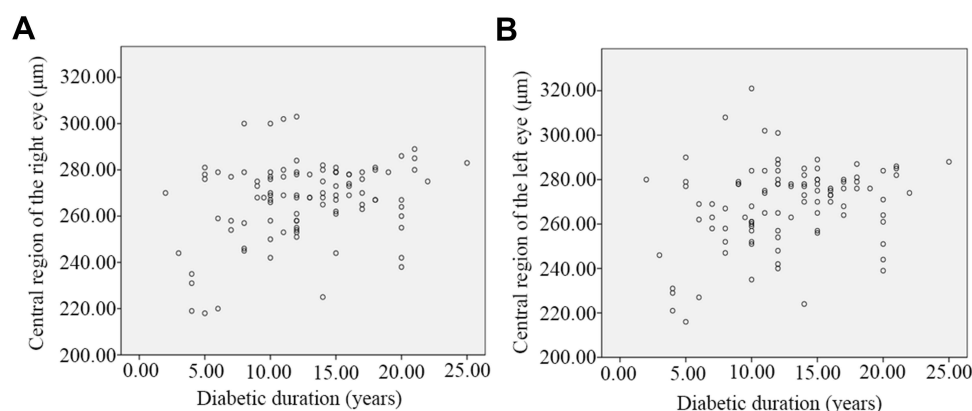 A
Central region of the right eye (μm)
320.00
300.00
280.00
260.00
240.00
220.00
200.00
0.00 5.00 10.00 15.00 20.00 25.00
Diabetic duration (years)
B
Central region of the left eye (μm)
320.00
300.00
280.00
260.00
240.00
220.00
200.00
0.00 5.00 10.00 15.00 20.00 25.00
Diabetic duration (years)